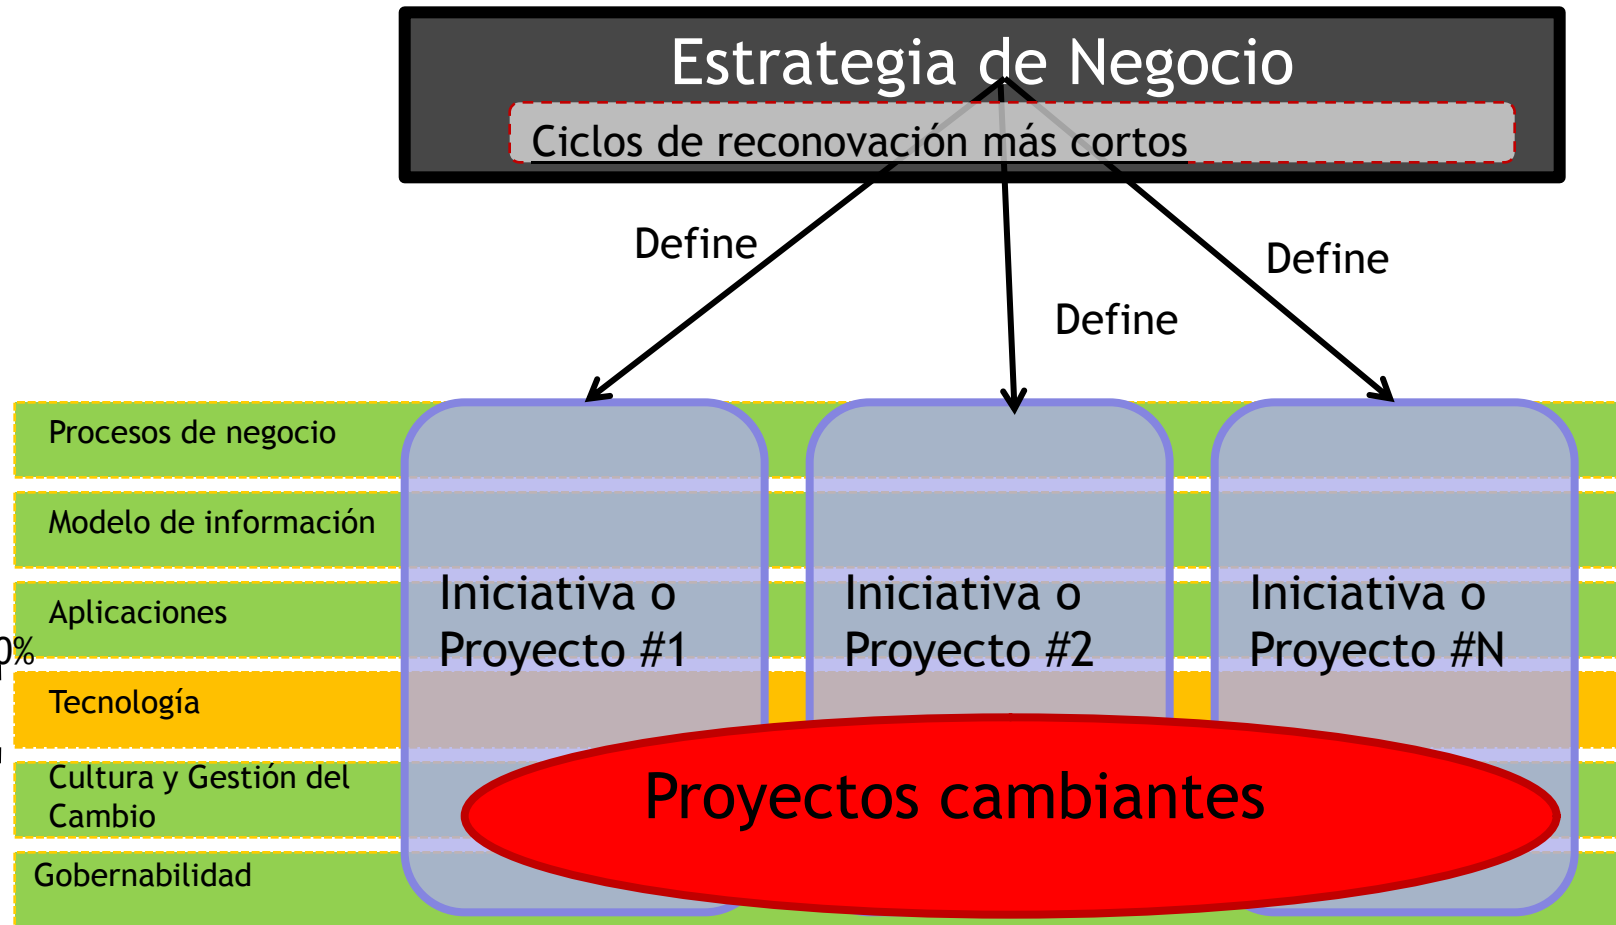 Estrategia de Negocio
Ciclos de reconovación más cortos
Define
Define
Define
Procesos de negocio
Modelo de información
Aplicaciones
0%
Tecnología
Cultura y Gestión del
Cambio
Gobernabilidad
Iniciativa o
Proyecto #1
Iniciativa o
Proyecto #2
Iniciativa o
Proyecto #N
Proyectos cambiantes